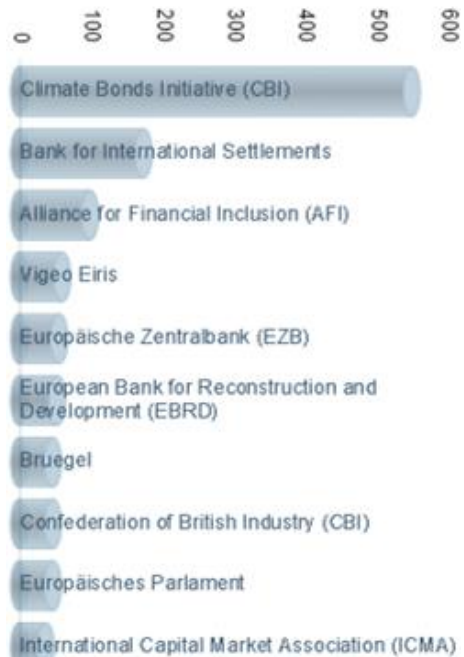 0 100 200 300 400 500 600
Climate Bonds Initiative (CBI)
Bank for International Settlements
Alliance for Financial Inclusion (AFI)
Vigeo Eiris
Europäische Zentralbank (EZB)
European Bank for Reconstruction and
Development (EBRD)
Bruegel
Confederation of British Industry (CBI)
Europäisches Parlament
International Capital Market Association (ICMA)